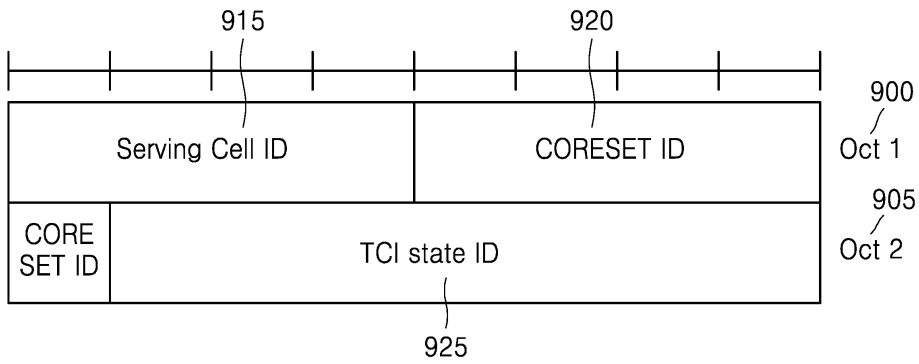 915
920
900
Serving Cell ID
CORESET ID
Oct 1
905
CORE
SET ID
TCI state ID
Oct 2
925